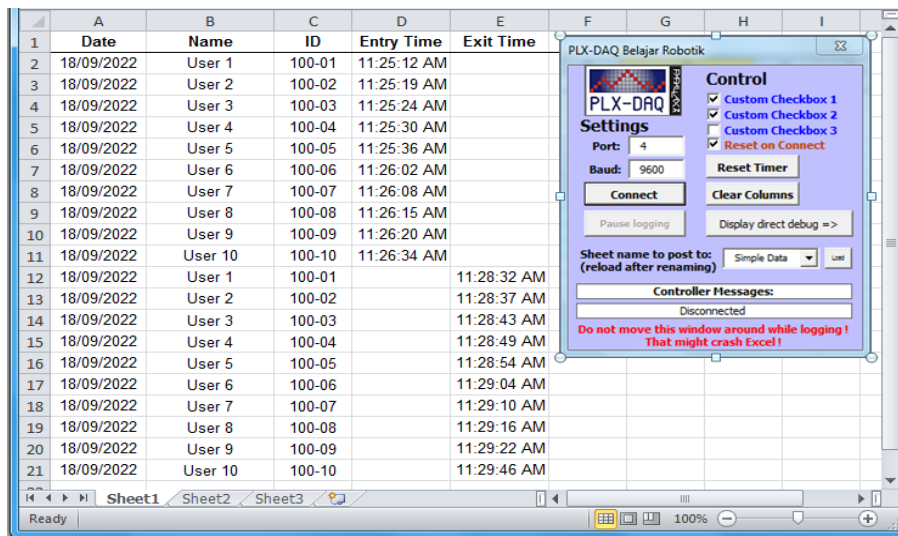 A B C D E F G H I
1 Date Name ID Entry Time Exit Time
2 18/09/2022 User 1 100-01 11:25:12 AM
3 18/09/2022 User 2 100-02 11:25:19 AM
4 18/09/2022 User 3 100-03 11:25:24 AM
5 18/09/2022 User 4 100-04 11:25:30 AM
6 18/09/2022 User 5 100-05 11:25:36 AM
7 18/09/2022 User 6 100-06 11:26:02 AM
8 18/09/2022 User 7 100-07 11:26:08 AM
9 18/09/2022 User 8 100-08 11:26:15 AM
10 18/09/2022 User 9 100-09 11:26:20 AM
11 18/09/2022 User 10 100-10 11:26:34 AM
12 18/09/2022 User 1 100-01 11:28:32 AM
13 18/09/2022 User 2 100-02 11:28:37 AM
14 18/09/2022 User 3 100-03 11:28:43 AM
15 18/09/2022 User 4 100-04 11:28:49 AM
16 18/09/2022 User 5 100-05 11:28:54 AM
17 18/09/2022 User 6 100-06 11:29:04 AM
18 18/09/2022 User 7 100-07 11:29:10 AM
19 18/09/2022 User 8 100-08 11:29:16 AM
20 18/09/2022 User 9 100-09 11:29:22 AM
21 18/09/2022 User 10 100-10 11:29:46 AM
PLX-DAQ Belajar Robotik
PLX-DAQ
PARALLAX
Control
Custom Checkbox 1
Custom Checkbox 2
Custom Checkbox 3
Reset on Connect
Settings
Port: 4
Baud: 9600
Reset Timer
Connect
Clear Columns
Pause logging
Display direct debug =>
Sheet name to post to:
(reload after renaming)
Simple Data
Load
Controller Messages:
Disconnected
Do not move this window around while logging !
That might crash Excel !
Sheet1 Sheet2 Sheet3
Ready 100%